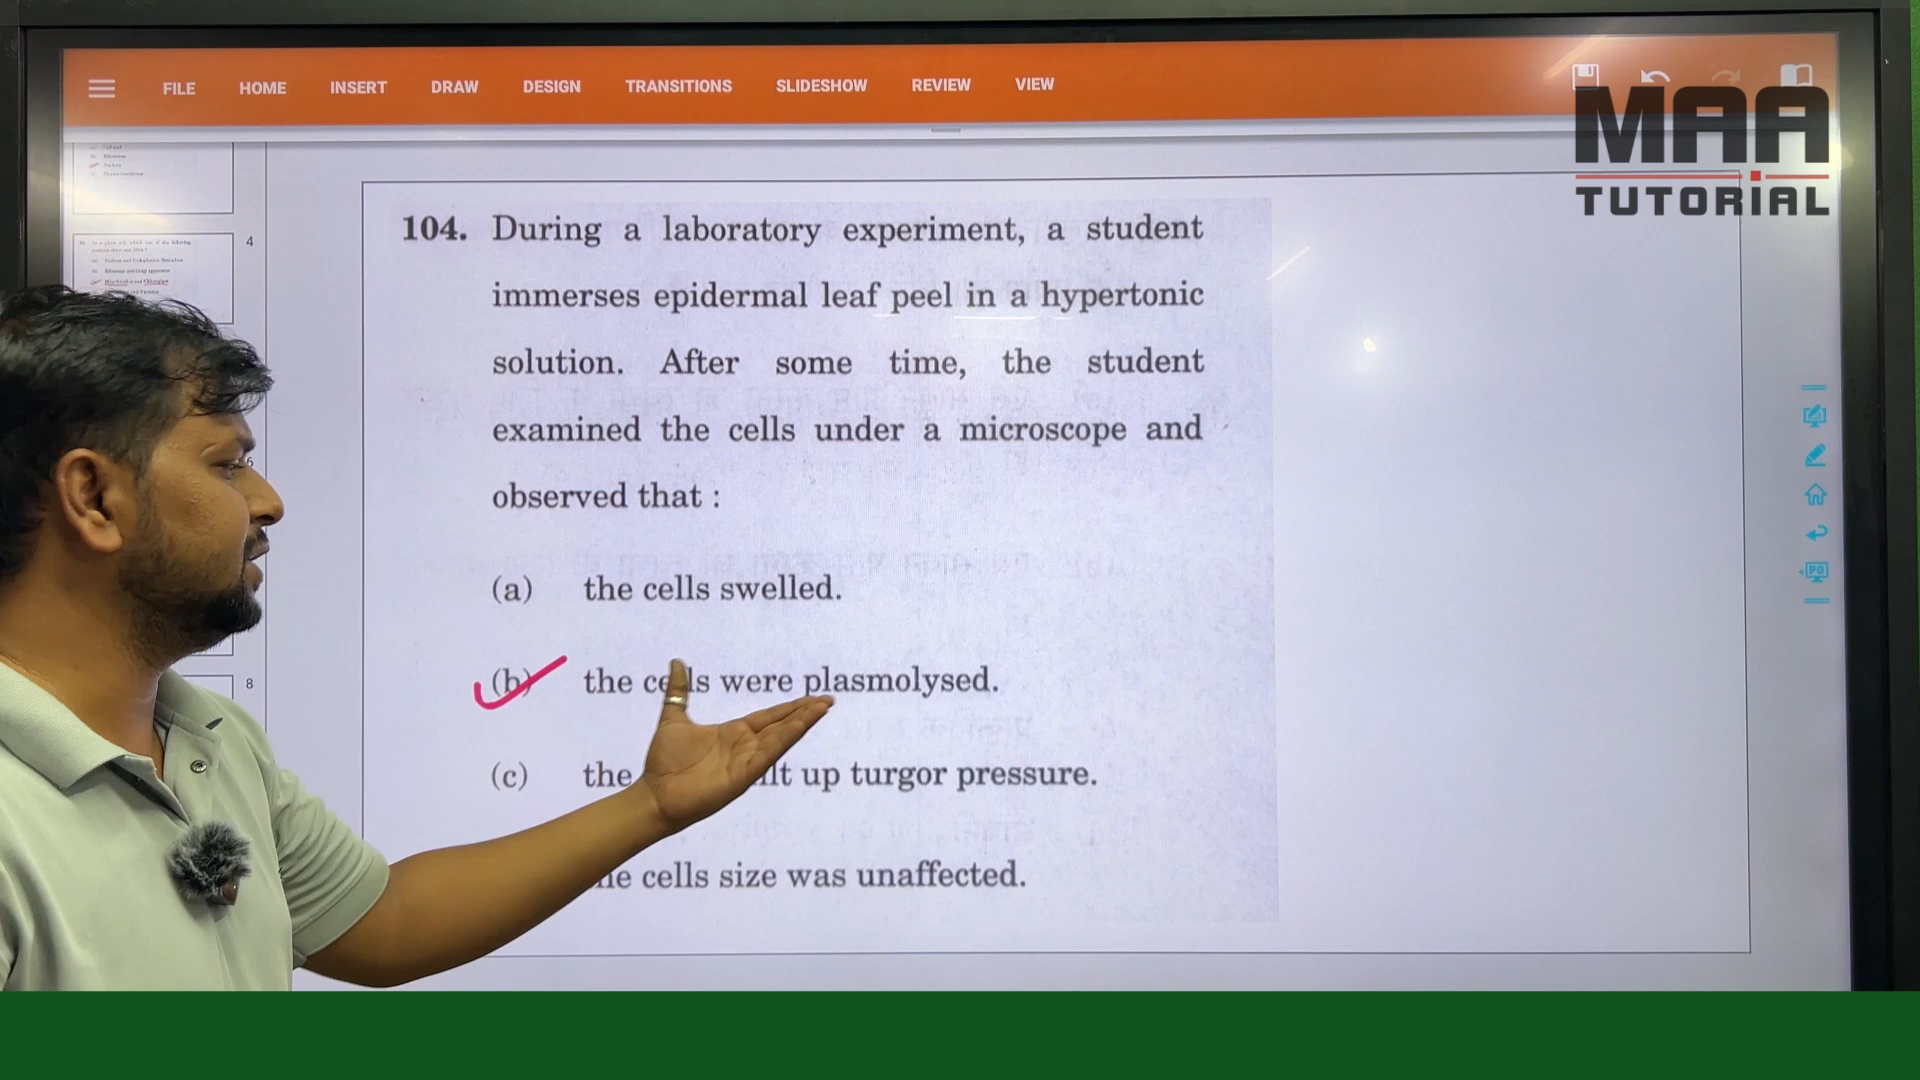 FILE HOME INSERT DRAW DESIGN TRANSITIONS SLIDESHOW REVIEW VIEW
MAA
TUTORIAL
4
104. During a laboratory experiment, a student
immerses epidermal leaf peel in a hypertonic
solution. After some time, the student
examined the cells under a microscope and
observed that :
(a) the cells swelled.
(b) the cells were plasmolysed.
8
(c) the up turgor pressure.
cells size was unaffected.